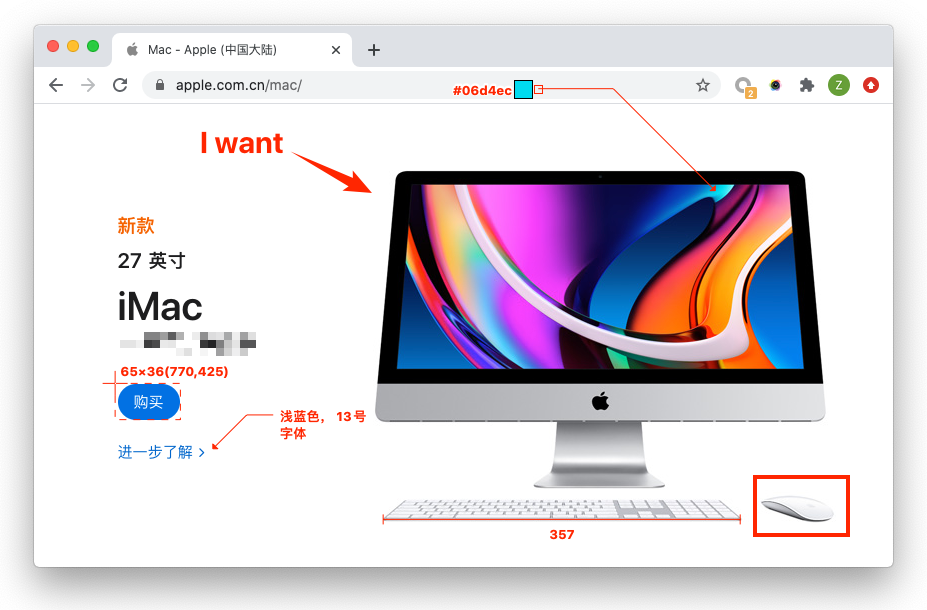 Mac - Apple (中国大陆)
apple.com.cn/mac/
2
Z
#06d4ec
I want
新款
27 英寸
iMac
65×36(770,425)
购买
浅蓝色， 13号
字体
进一步了解 >
357